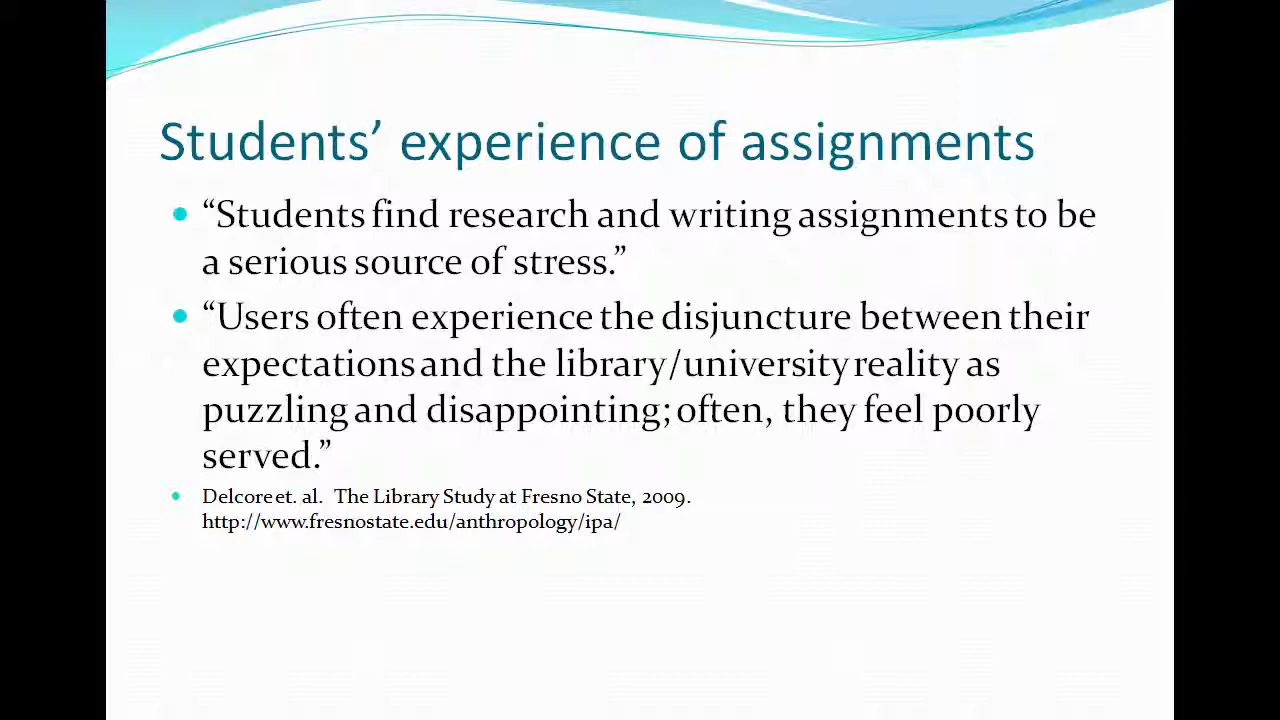 Students’ experience of assignments
“Students find research and writing assignments to be
a serious source of stress.”
“Users often experience the disjuncture between their
expectations and the library/university reality as
puzzling and disappointing; often, they feel poorly
served.”
Delcore et. al. The Library Study at Fresno State, 2009.
http://www.fresnostate.edu/anthropology/ipa/